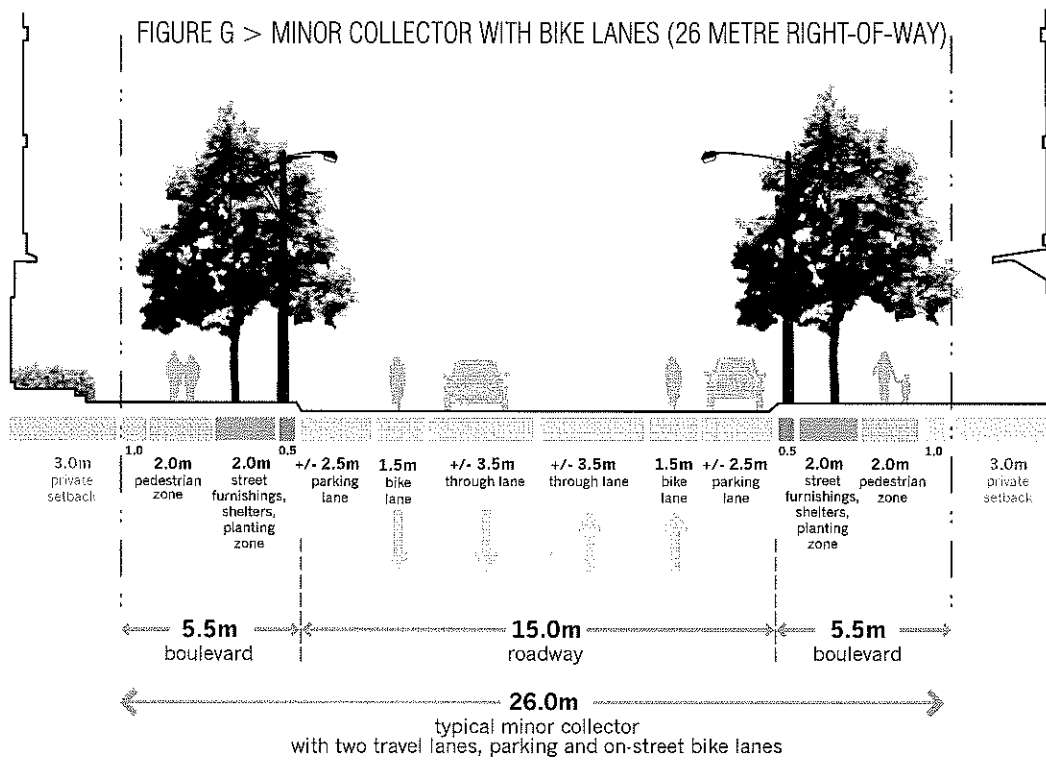 FIGURE G > MINOR COLLECTOR WITH BIKE LANES (26 METRE RIGHT-OF-WAY)
3.0m
private
setback
1.0
2.0m
pedestrian
zone
2.0m
street
furnishings,
shelters,
planting
zone
0.5
+/- 2.5m
parking
lane
1.5m
bike
lane
+/- 3.5m
through lane
+/- 3.5m
through lane
1.5m
bike
lane
+/- 2.5m
parking
lane
0.5
2.0m
street
furnishings,
shelters,
planting
zone
2.0m
pedestrian
zone
1.0
3.0m
private
setback
5.5m
boulevard
15.0m
roadway
5.5m
boulevard
26.0m
typical minor collector
with two travel lanes, parking and on-street bike lanes